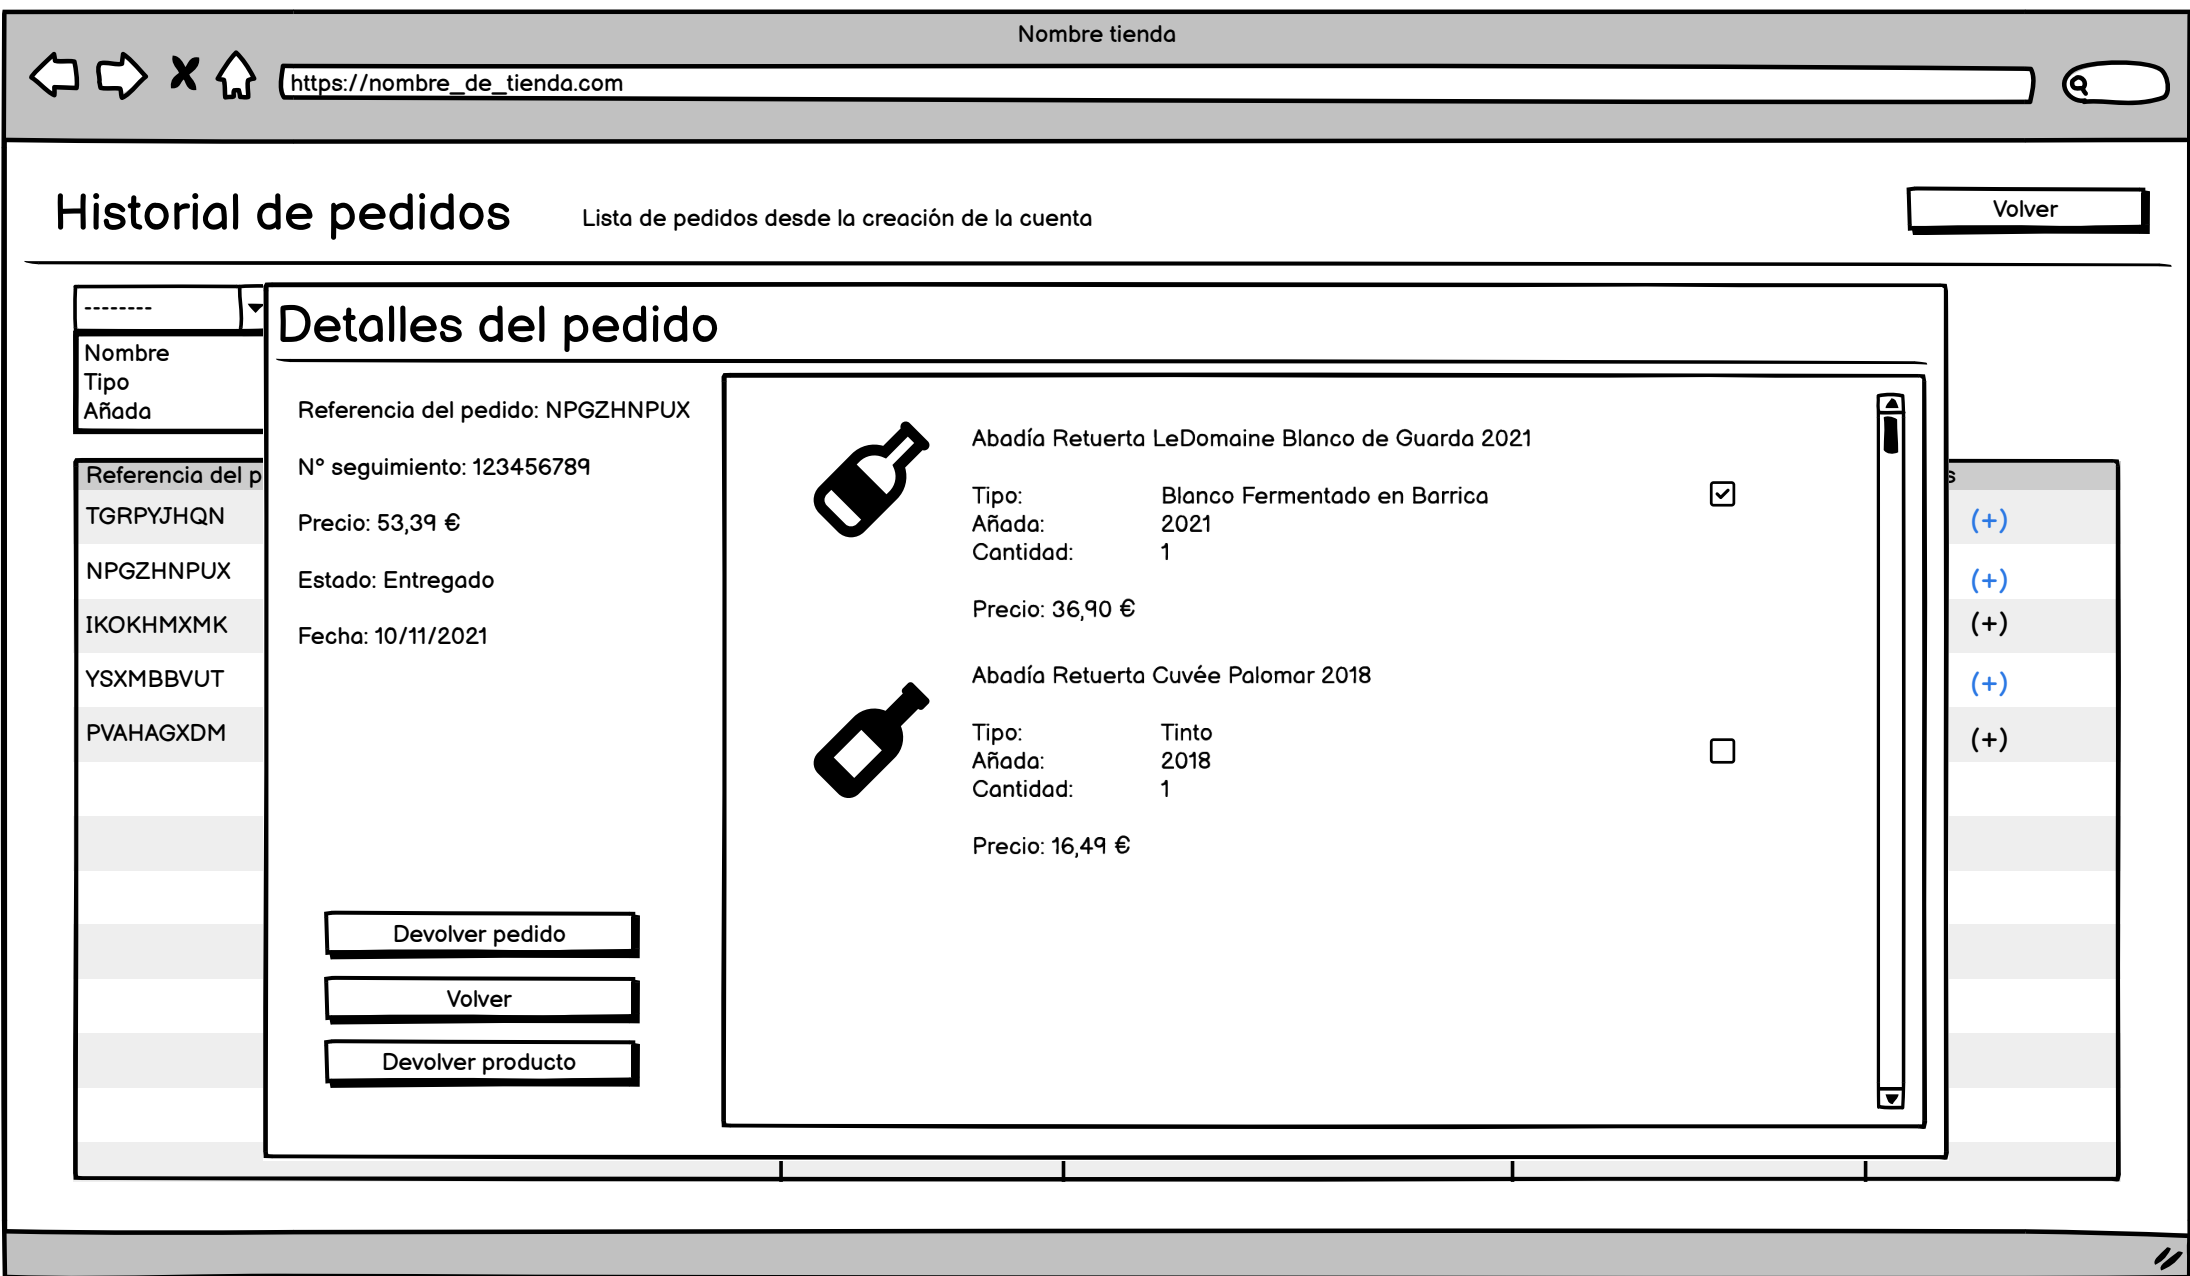 Nombre tienda
https://nombre_de_tienda.com
Historial de pedidos
Lista de pedidos desde la creación de la cuenta
Volver
--------
Nombre
Tipo
Añada
Referencia del p
s
TGRPYJHQN
(+)
NPGZHNPUX
(+)
IKOKHMXMK
(+)
YSXMBBVUT
(+)
PVAHAGXDM
(+)
Detalles del pedido
Referencia del pedido: NPGZHNPUX
Nº seguimiento: 123456789
Precio: 53,39 €
Estado: Entregado
Fecha: 10/11/2021
Devolver pedido
Volver
Devolver producto
Abadía Retuerta LeDomaine Blanco de Guarda 2021
Tipo: Blanco Fermentado en Barrica
Añada: 2021
Cantidad: 1
Precio: 36,90 €
Abadía Retuerta Cuvée Palomar 2018
Tipo: Tinto
Añada: 2018
Cantidad: 1
Precio: 16,49 €